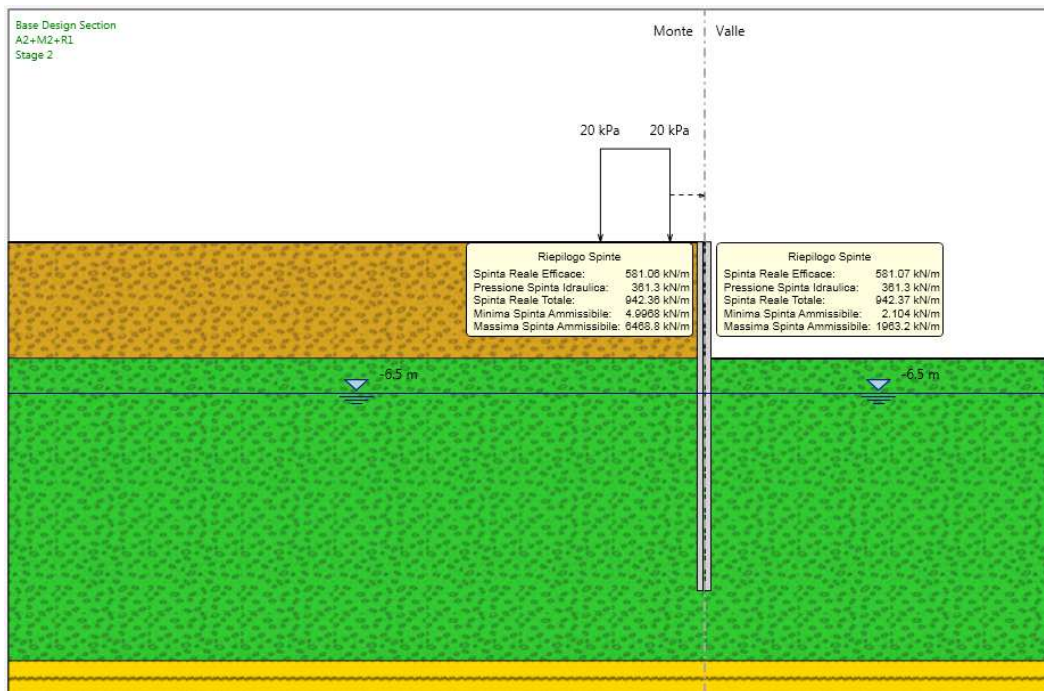 Base Design Section
A2+M2+R1
Stage 2
Monte
Valle
20 kPa
20 kPa
Riepilogo Spinte
Spinta Reale Efficace: 581.06 kN/m
Pressione Spinta Idraulica: 361.3 kN/m
Spinta Reale Totale: 942.36 kN/m
Minima Spinta Ammissibile: 4.9968 kN/m
Massima Spinta Ammissibile: 6468.8 kN/m
Riepilogo Spinte
Spinta Reale Efficace: 581.07 kN/m
Pressione Spinta Idraulica: 361.3 kN/m
Spinta Reale Totale: 942.37 kN/m
Minima Spinta Ammissibile: 2.104 kN/m
Massima Spinta Ammissibile: 1963.2 kN/m
-6.5 m
-6.5 m